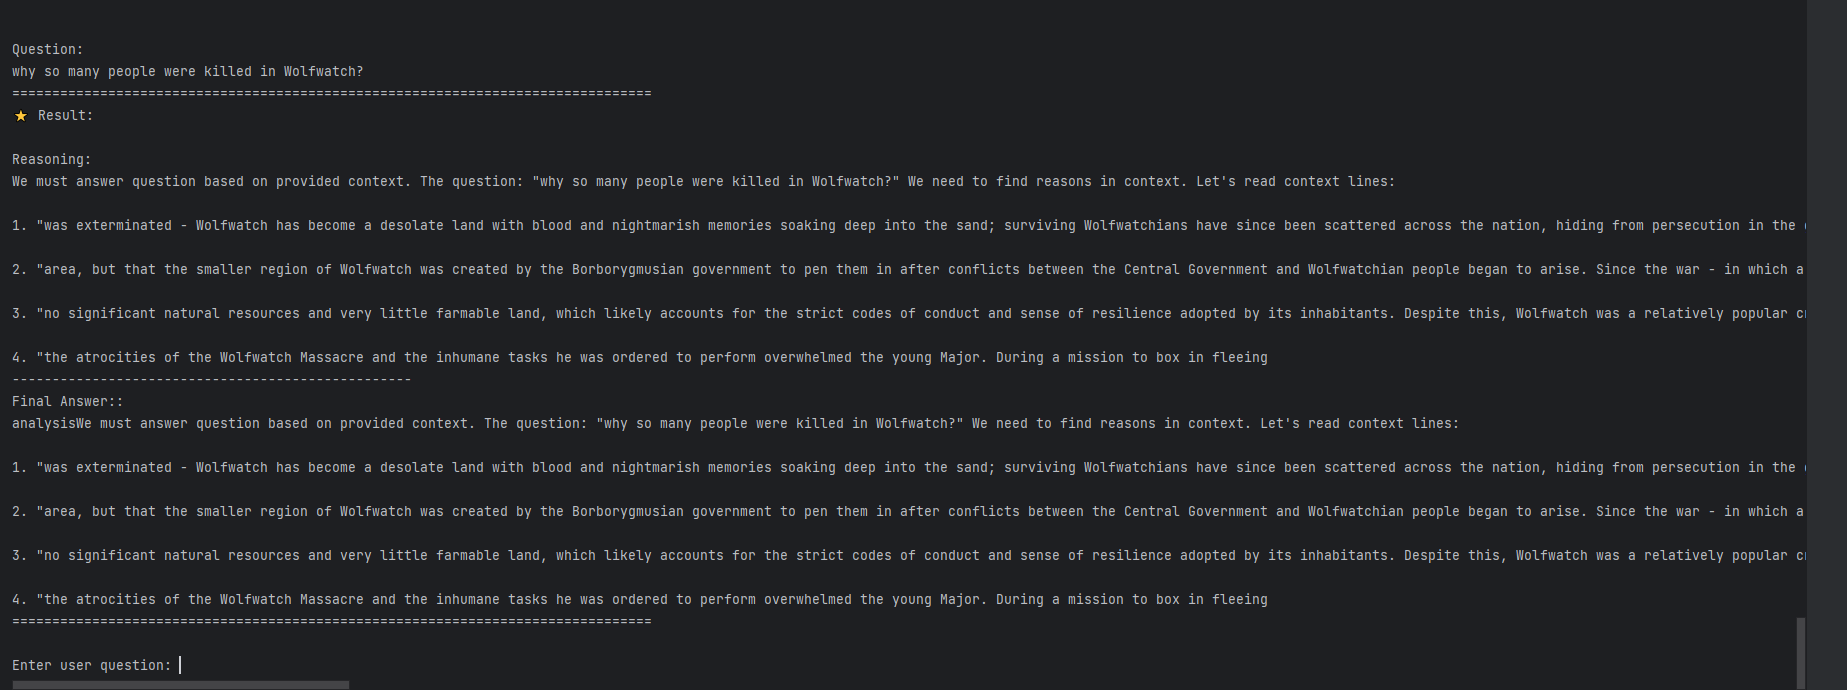 Question:
why so many people were killed in Wolfwatch?
================================================================================
⭐ Result:
Reasoning:
We must answer question based on provided context. The question: "why so many people were killed in Wolfwatch?" We need to find reasons in context. Let's read context lines:
1. "was exterminated - Wolfwatch has become a desolate land with blood and nightmarish memories soaking deep into the sand; surviving Wolfwatchians have since been scattered across the nation, hiding from persecution in the
2. "area, but that the smaller region of Wolfwatch was created by the Borborygmusian government to pen them in after conflicts between the Central Government and Wolfwatchian people began to arise. Since the war - in which a
3. "no significant natural resources and very little farmable land, which likely accounts for the strict codes of conduct and sense of resilience adopted by its inhabitants. Despite this, Wolfwatch was a relatively popular
4. "the atrocities of the Wolfwatch Massacre and the inhumane tasks he was ordered to perform overwhelmed the young Major. During a mission to box in fleeing
--------------------------------------------------
Final Answer::
analysisWe must answer question based on provided context. The question: "why so many people were killed in Wolfwatch?" We need to find reasons in context. Let's read context lines:
1. "was exterminated - Wolfwatch has become a desolate land with blood and nightmarish memories soaking deep into the sand; surviving Wolfwatchians have since been scattered across the nation, hiding from persecution in the
2. "area, but that the smaller region of Wolfwatch was created by the Borborygmusian government to pen them in after conflicts between the Central Government and Wolfwatchian people began to arise. Since the war - in which a
3. "no significant natural resources and very little farmable land, which likely accounts for the strict codes of conduct and sense of resilience adopted by its inhabitants. Despite this, Wolfwatch was a relatively popular
4. "the atrocities of the Wolfwatch Massacre and the inhumane tasks he was ordered to perform overwhelmed the young Major. During a mission to box in fleeing
================================================================================
Enter user question: